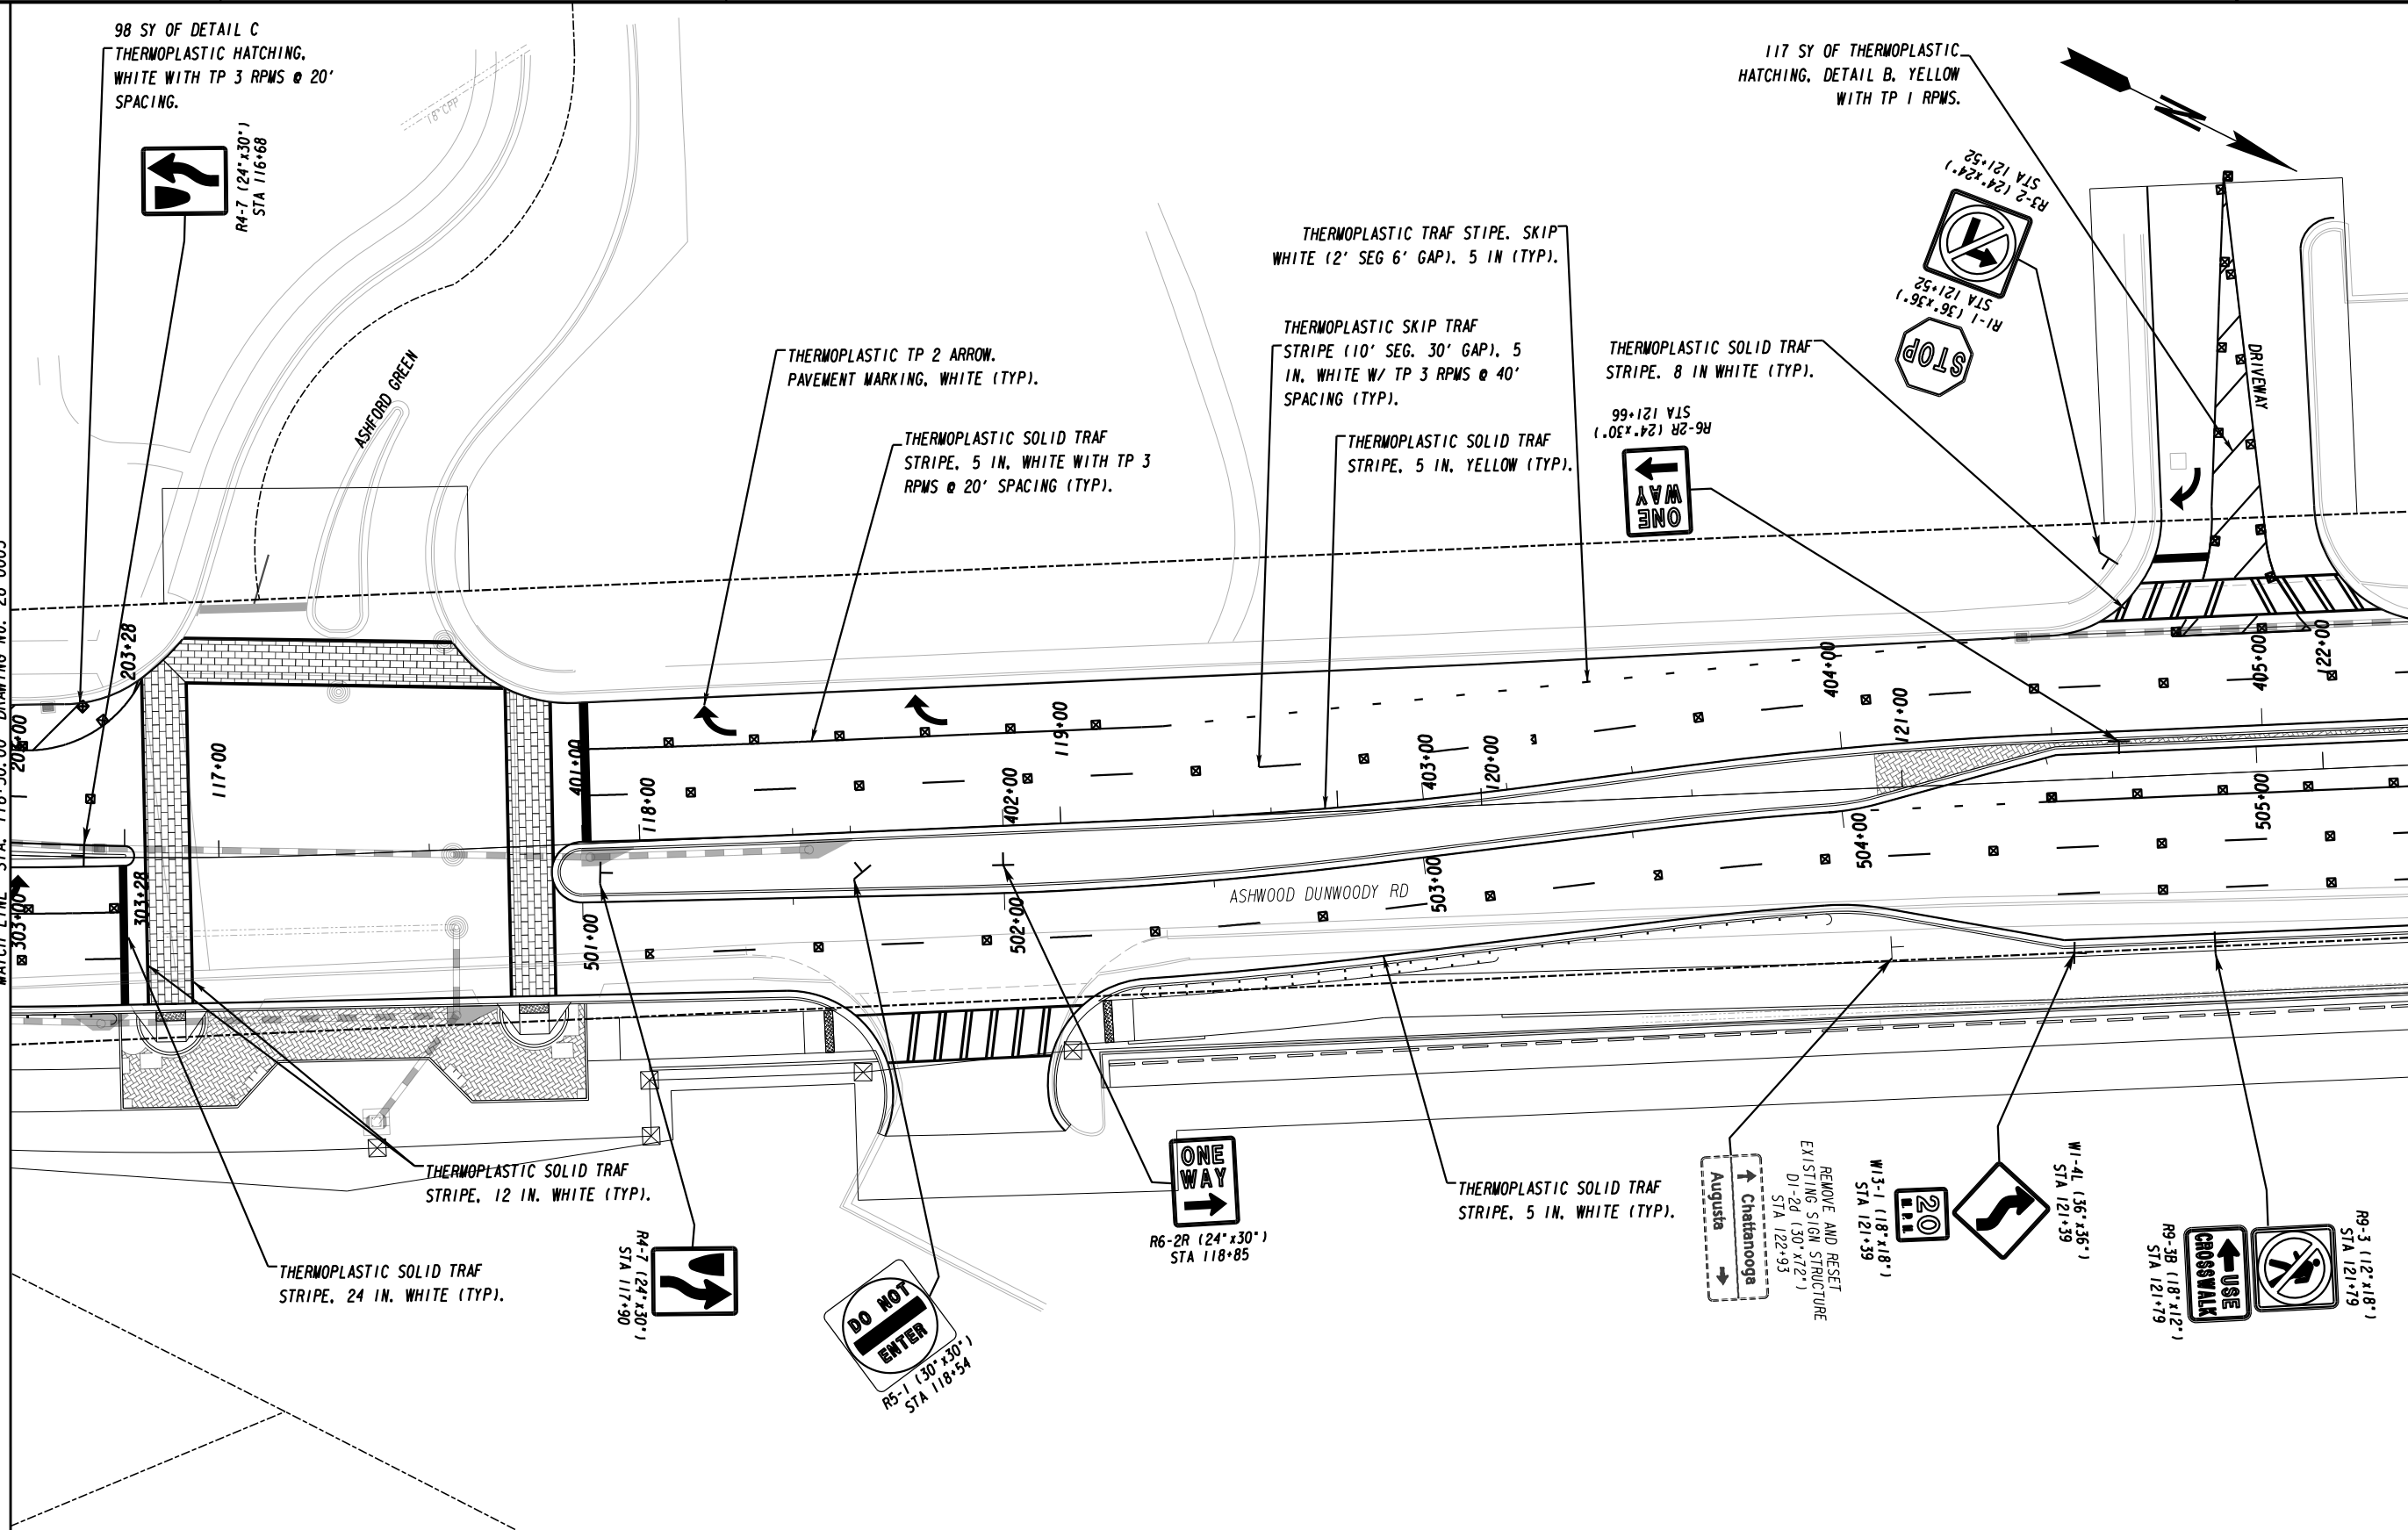 98 SY OF DETAIL C
THERMOPLASTIC HATCHING,
WHITE WITH TP 3 RPMS @ 20'
SPACING.
R4-7 (24"x30")
STA 116+68
18" CPP
ASHFORD GREEN
117 SY OF THERMOPLASTIC
HATCHING, DETAIL B, YELLOW
WITH TP 1 RPMS.
N
R3-2 (24"x24")
STA 121+52
R1-1 (36"x36")
STA 121+52
STOP
DRIVEWAY
THERMOPLASTIC TRAF STIPE. SKIP
WHITE (2' SEG 6' GAP). 5 IN (TYP).
THERMOPLASTIC SKIP TRAF
STRIPE (10' SEG. 30' GAP), 5
IN, WHITE W/ TP 3 RPMS @ 40'
SPACING (TYP).
THERMOPLASTIC SOLID TRAF
STRIPE, 5 IN, YELLOW (TYP).
THERMOPLASTIC SOLID TRAF
STRIPE. 8 IN WHITE (TYP).
R6-2R (24"x30")
STA 121+66
ONE
WAY
THERMOPLASTIC TP 2 ARROW.
PAVEMENT MARKING, WHITE (TYP).
THERMOPLASTIC SOLID TRAF
STRIPE, 5 IN, WHITE WITH TP 3
RPMS @ 20' SPACING (TYP).
203+28
117+00
401+00
118+00
402+00
119+00
403+00
120+00
404+00
121+00
405+00
122+00
303+00
303+28
501+00
502+00
503+00
504+00
505+00
ASHWOOD DUNWOODY RD
THERMOPLASTIC SOLID TRAF
STRIPE, 12 IN, WHITE (TYP).
THERMOPLASTIC SOLID TRAF
STRIPE, 24 IN, WHITE (TYP).
R4-7 (24"x30")
STA 117+90
DO NOT
ENTER
R5-1 (30"x30")
STA 118+54
ONE
WAY
R6-2R (24"x30")
STA 118+85
THERMOPLASTIC SOLID TRAF
STRIPE, 5 IN, WHITE (TYP).
Chattanooga
Augusta
REMOVE AND RESET
EXISTING SIGN STRUCTURE
D1-2d (30"x72")
STA 122+93
W13-1 (18"x18")
STA 121+39
20
M.P.H.
W1-4L (36"x36")
STA 121+39
R9-3B (18"x12")
STA 121+79
USE
CROSSWALK
R9-3 (12"x18")
STA 121+79